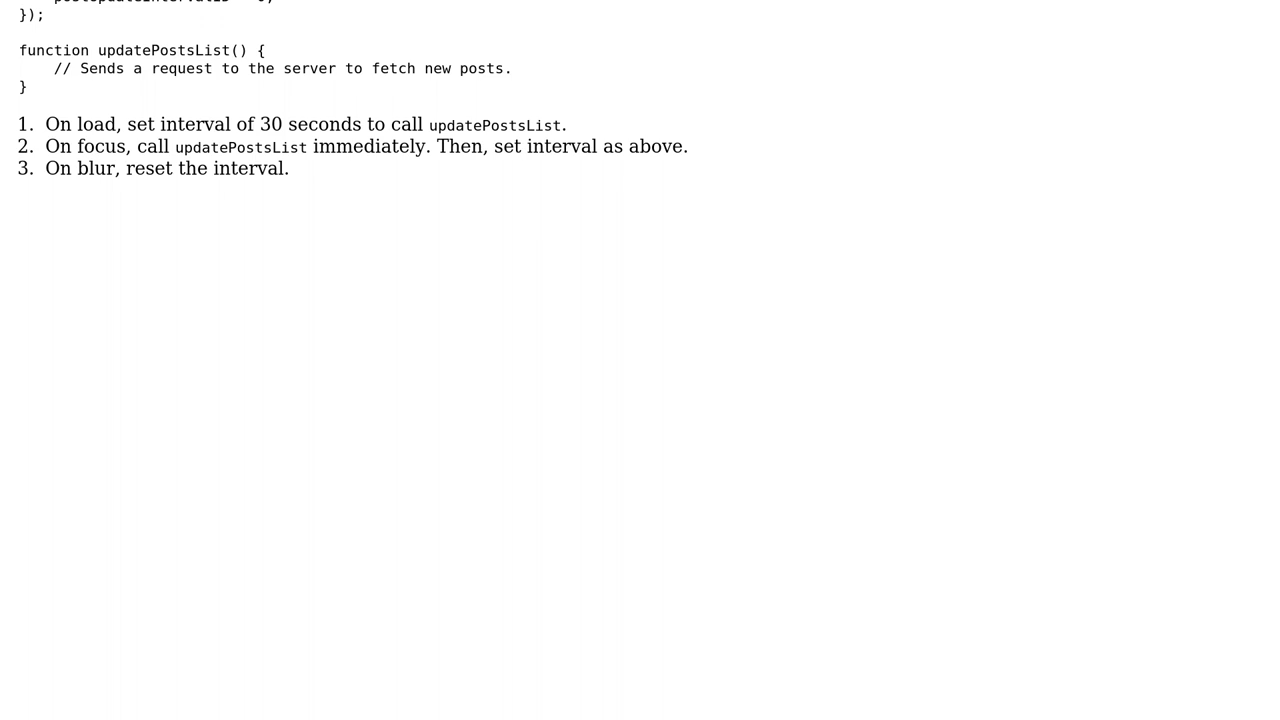 });
function updatePostsList() {
// Sends a request to the server to fetch new posts.
}
1. On load, set interval of 30 seconds to call updatePostsList.
2. On focus, call updatePostsList immediately. Then, set interval as above.
3. On blur, reset the interval.